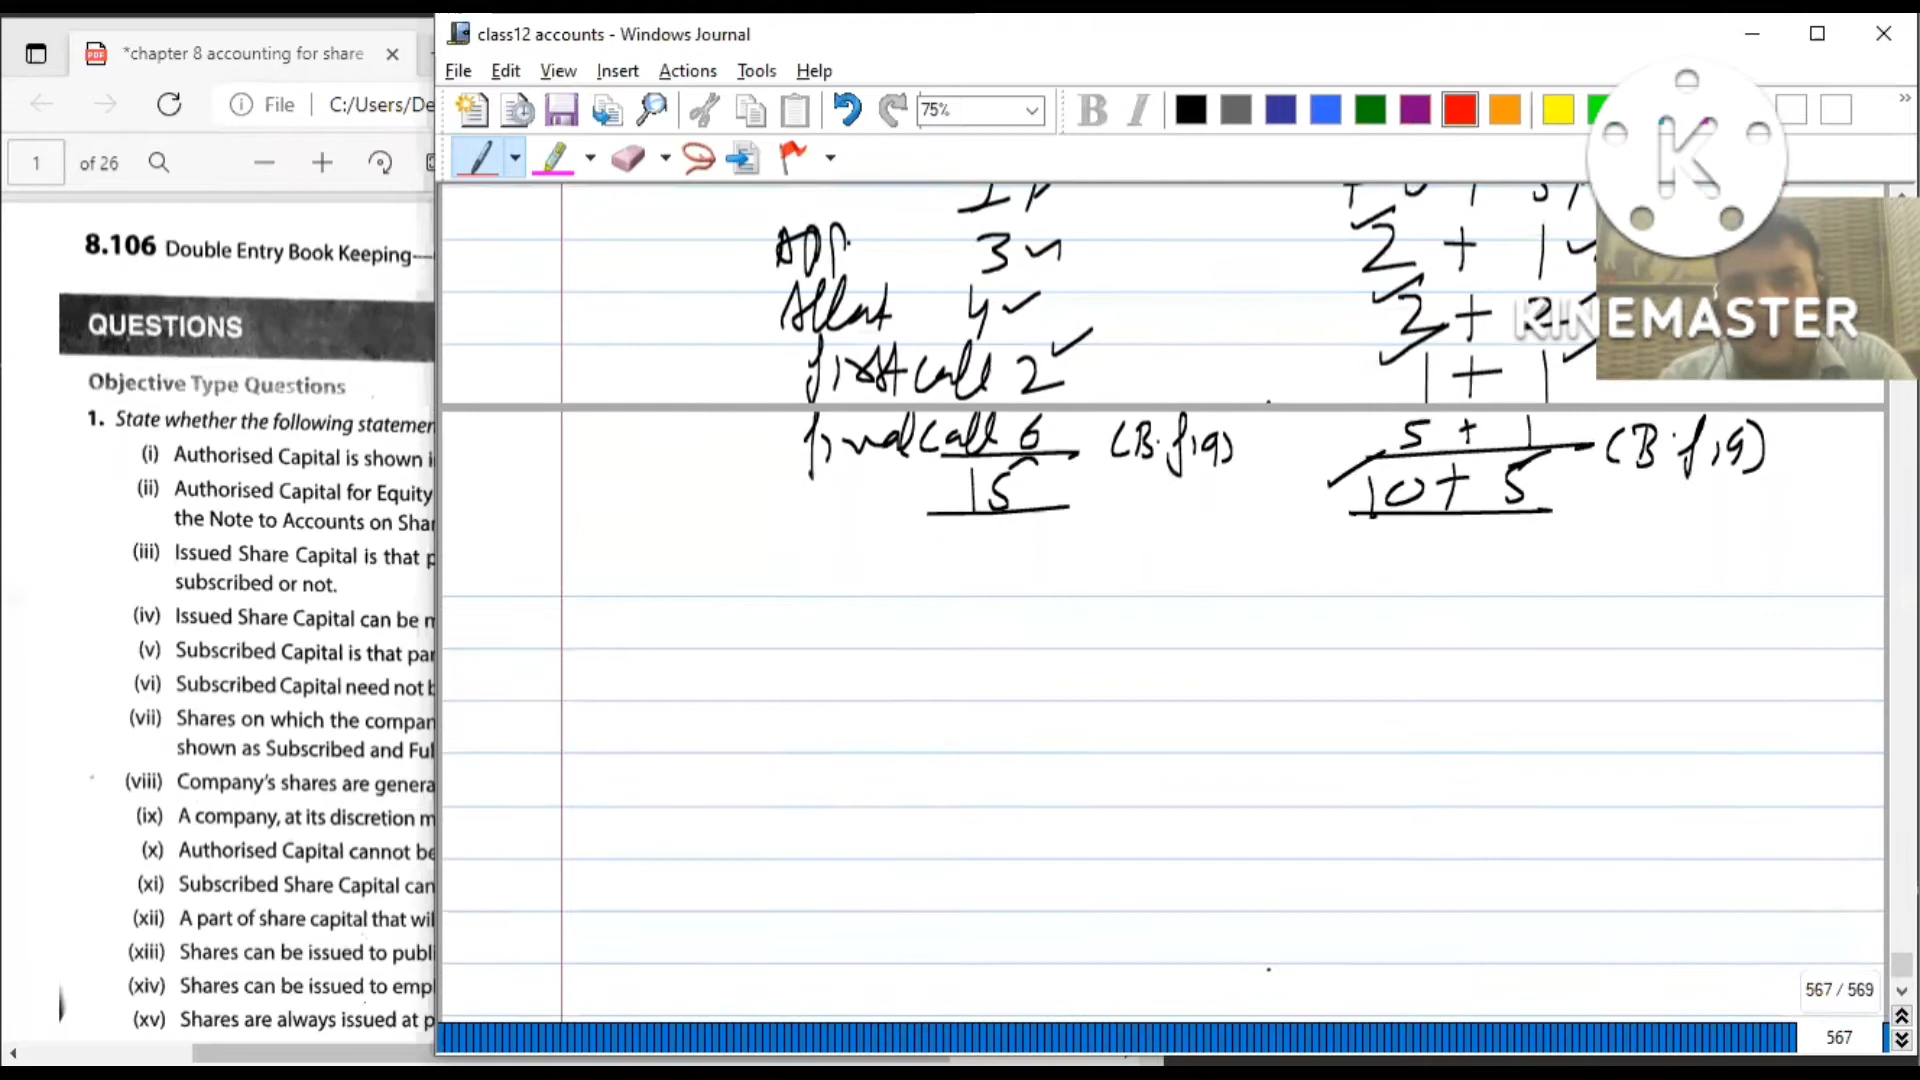 *chapter 8 accounting for share
File C:/Users/De
1 of 26
8.106 Double Entry Book Keeping—
QUESTIONS
Objective Type Questions
1. State whether the following statemen
(i) Authorised Capital is shown i
(ii) Authorised Capital for Equity
the Note to Accounts on Shar
(iii) Issued Share Capital is that p
subscribed or not.
(iv) Issued Share Capital can be
(v) Subscribed Capital is that par
(vi) Subscribed Capital need not b
(vii) Shares on which the compan
shown as Subscribed and Ful
(viii) Company's shares are genera
(ix) A company, at its discretion m
(x) Authorised Capital cannot be
(xi) Subscribed Share Capital can
(xii) A part of share capital that wil
(xiii) Shares can be issued to publi
(xiv) Shares can be issued to empl
(xv) Shares are always issued at p
class12 accounts - Windows Journal
File Edit View Insert Actions Tools Help
75% B I
App. 3 2 + 1
Allot 4 2 + 2
first call 2 1 + 1
final call 6 (B.fig) 5 + 1 (B.fig)
15 10 + 5
K
KINEMASTER
567 / 569
567